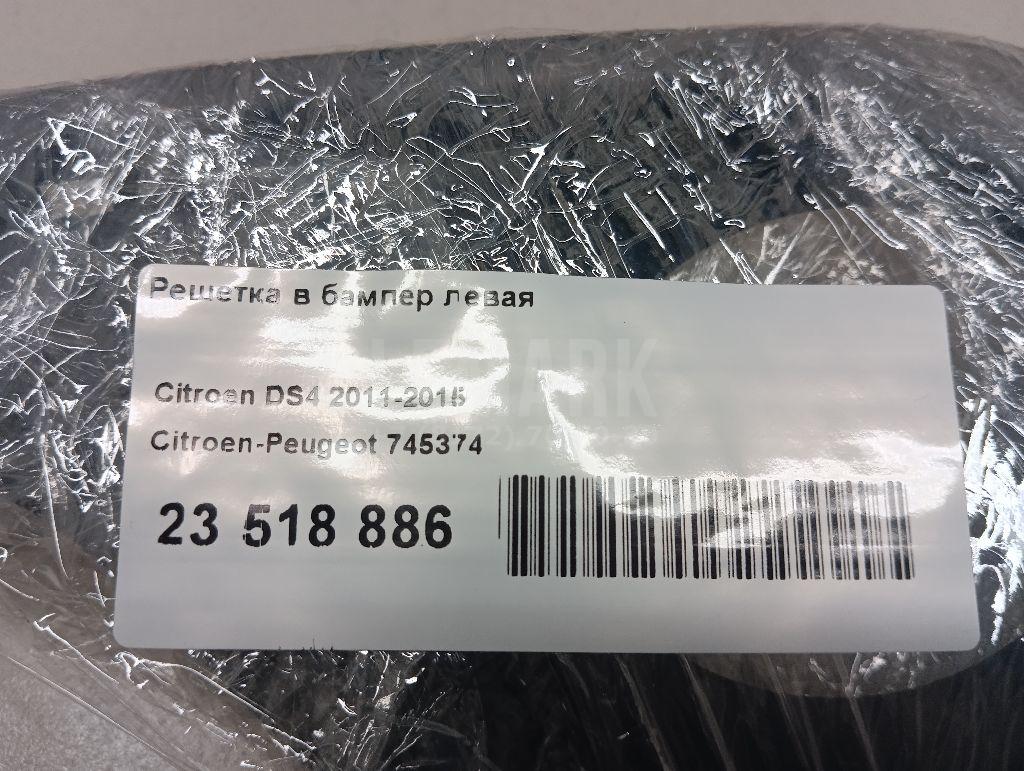 Решетка в бампер левая
Citroen DS4 2011-2015
Citroen-Peugeot 745374
23 518 886